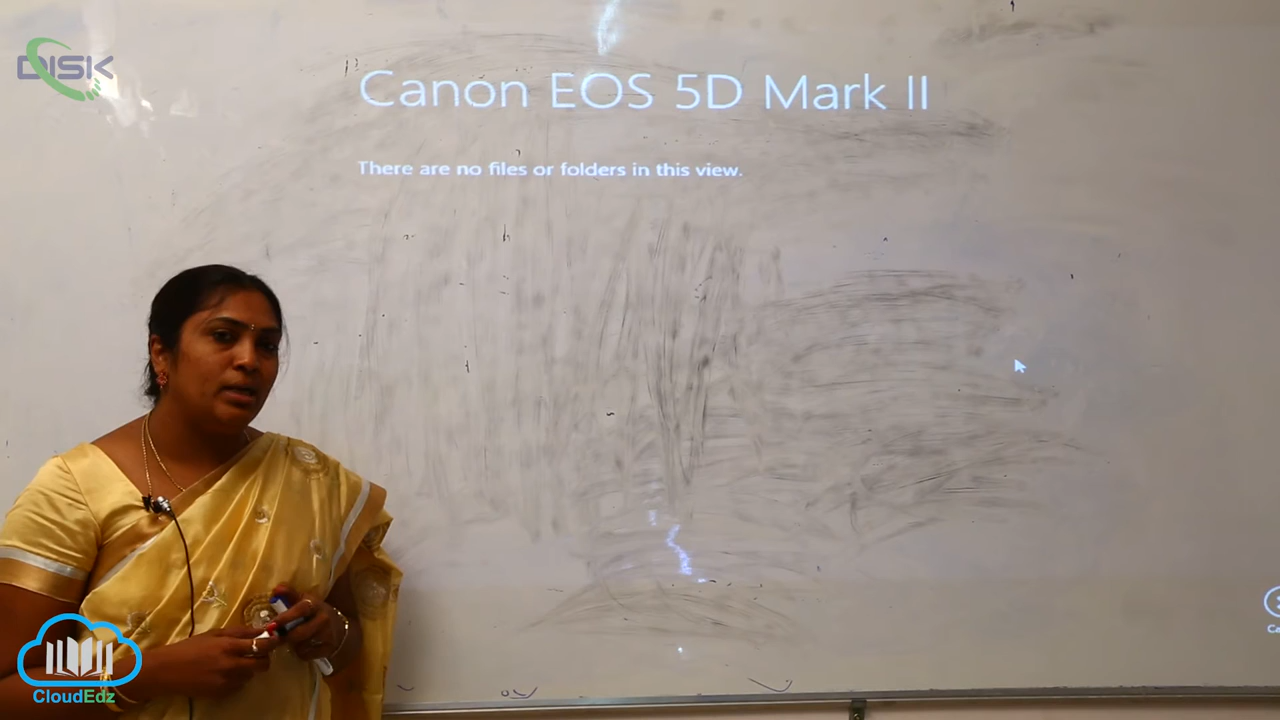 DISK
Canon EOS 5D Mark II
There are no files or folders in this view.
CloudEdz